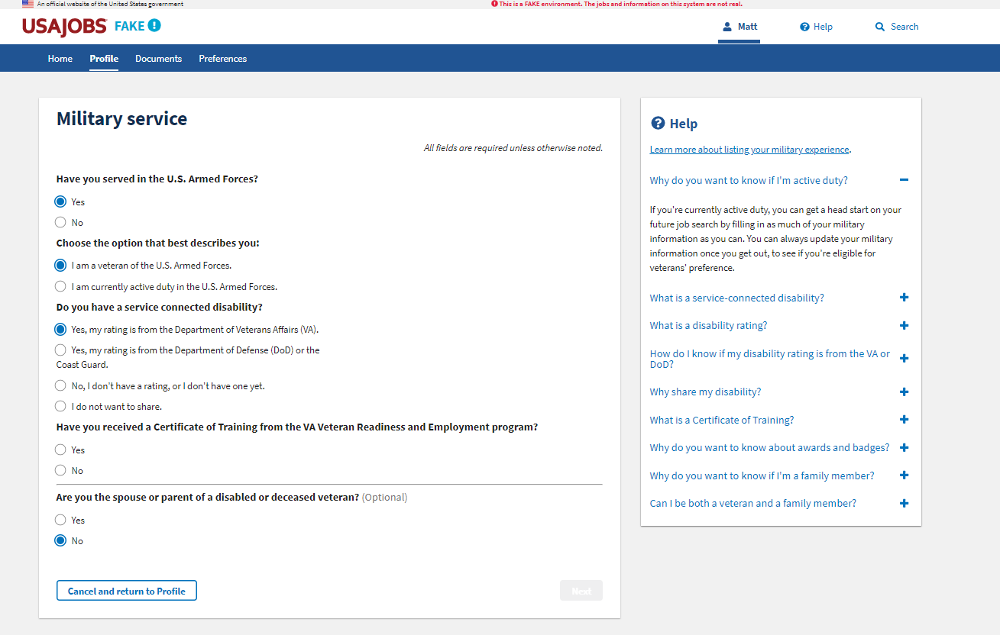 An official website of the United States government
This is a FAKE environment. The jobs and information on this system are not real.
USAJOBS FAKE
Matt
Help
Search
Home
Profile
Documents
Preferences
Military service
All fields are required unless otherwise noted.
Have you served in the U.S. Armed Forces?
Yes
No
Choose the option that best describes you:
I am a veteran of the U.S. Armed Forces.
I am currently active duty in the U.S. Armed Forces.
Do you have a service connected disability?
Yes, my rating is from the Department of Veterans Affairs (VA).
Yes, my rating is from the Department of Defense (DoD) or the
Coast Guard.
No, I don't have a rating, or I don't have one yet.
I do not want to share.
Have you received a Certificate of Training from the VA Veteran Readiness and Employment program?
Yes
No
Are you the spouse or parent of a disabled or deceased veteran? (Optional)
Yes
No
Cancel and return to Profile
Next
Help
Learn more about listing your military experience.
Why do you want to know if I'm active duty?
If you're currently active duty, you can get a head start on your
future job search by filling in as much of your military
information as you can. You can always update your military
information once you get out, to see if you're eligible for
veterans' preference.
What is a service-connected disability?
What is a disability rating?
How do I know if my disability rating is from the VA or
DoD?
Why share my disability?
What is a Certificate of Training?
Why do you want to know about awards and badges?
Why do you want to know if I'm a family member?
Can I be both a veteran and a family member?